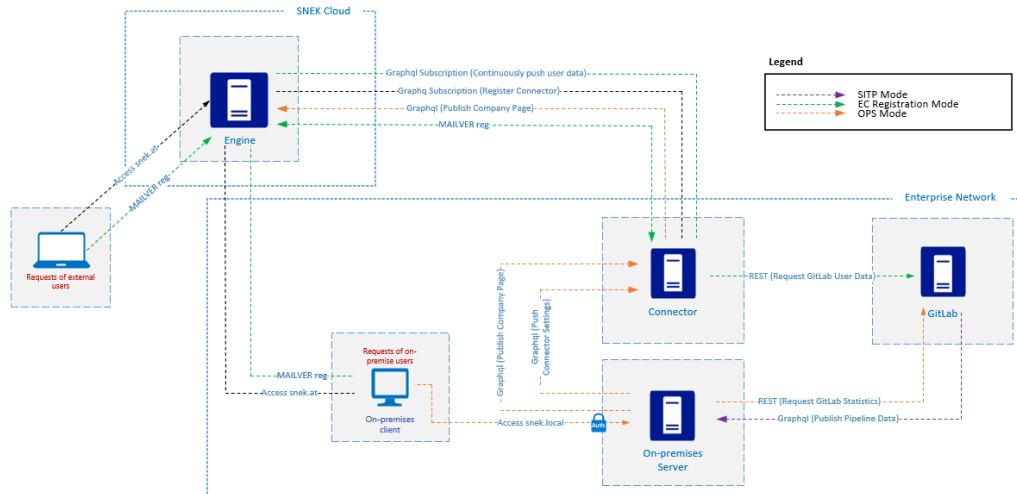 SNEK Cloud
Graphql Subscription (Continuously push user data)
Graphq Subscription (Register Connector)
Graphql (Publish Company Page)
MAILVER reg
Engine
Legend
SITP Mode
EC Registration Mode
OPS Mode
Access snek.at
MAILVER reg
Enterprise Network
Requests of external
users
Connector
REST (Request GitLab User Data)
GitLab
Graphql (Publish Company Page)
Graphql (Push
Connector Settings)
Requests of on-
premise users
MAILVER reg
Access snek.at
On-premises
client
Access snek.local
Auth
REST (Request GitLab Statistics)
Graphql (Publish Pipeline Data)
On-premises
Server